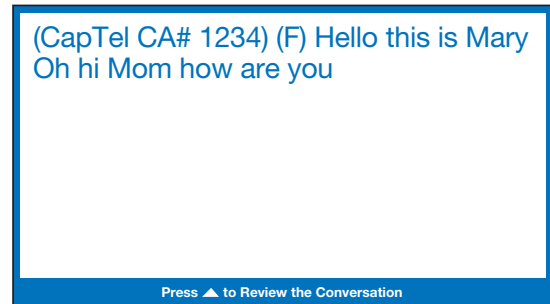 (CapTel CA# 1234) (F) Hello this is Mary
Oh hi Mom how are you
Press ▲ to Review the Conversation